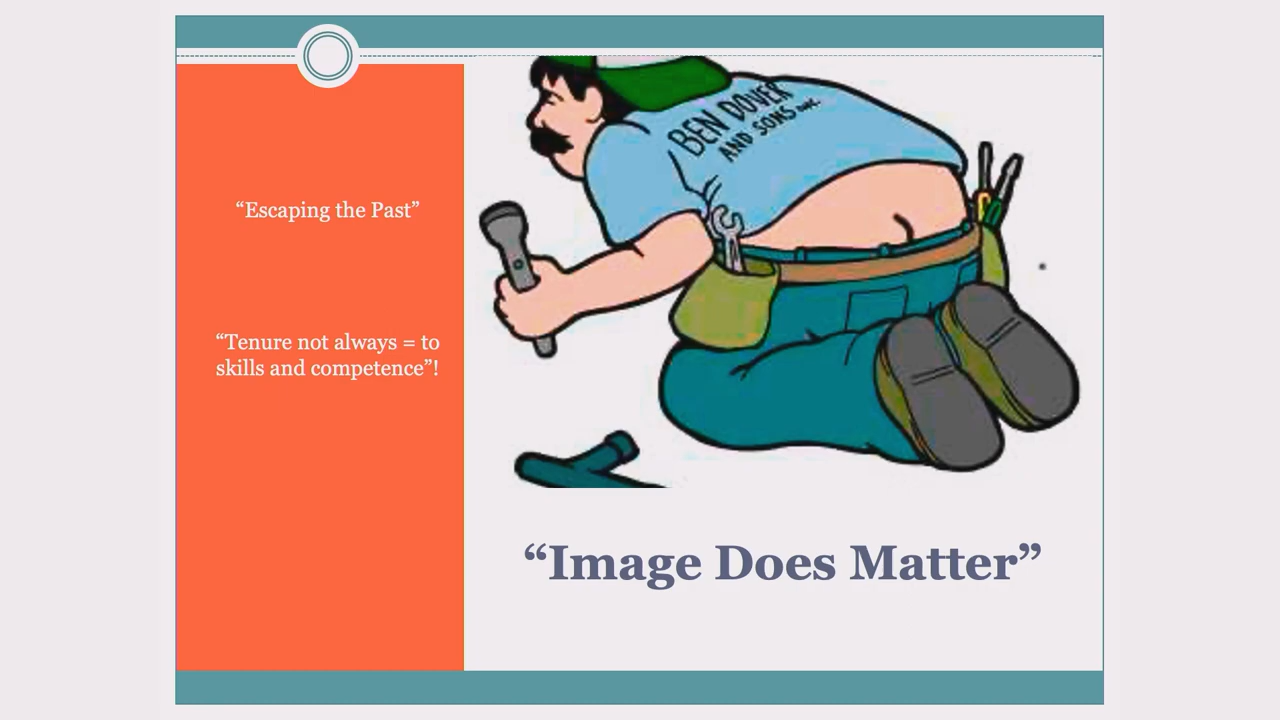 BEN DOVER
AND SONS INC.
“Escaping the Past”
“Tenure not always = to
skills and competence”!
“Image Does Matter”